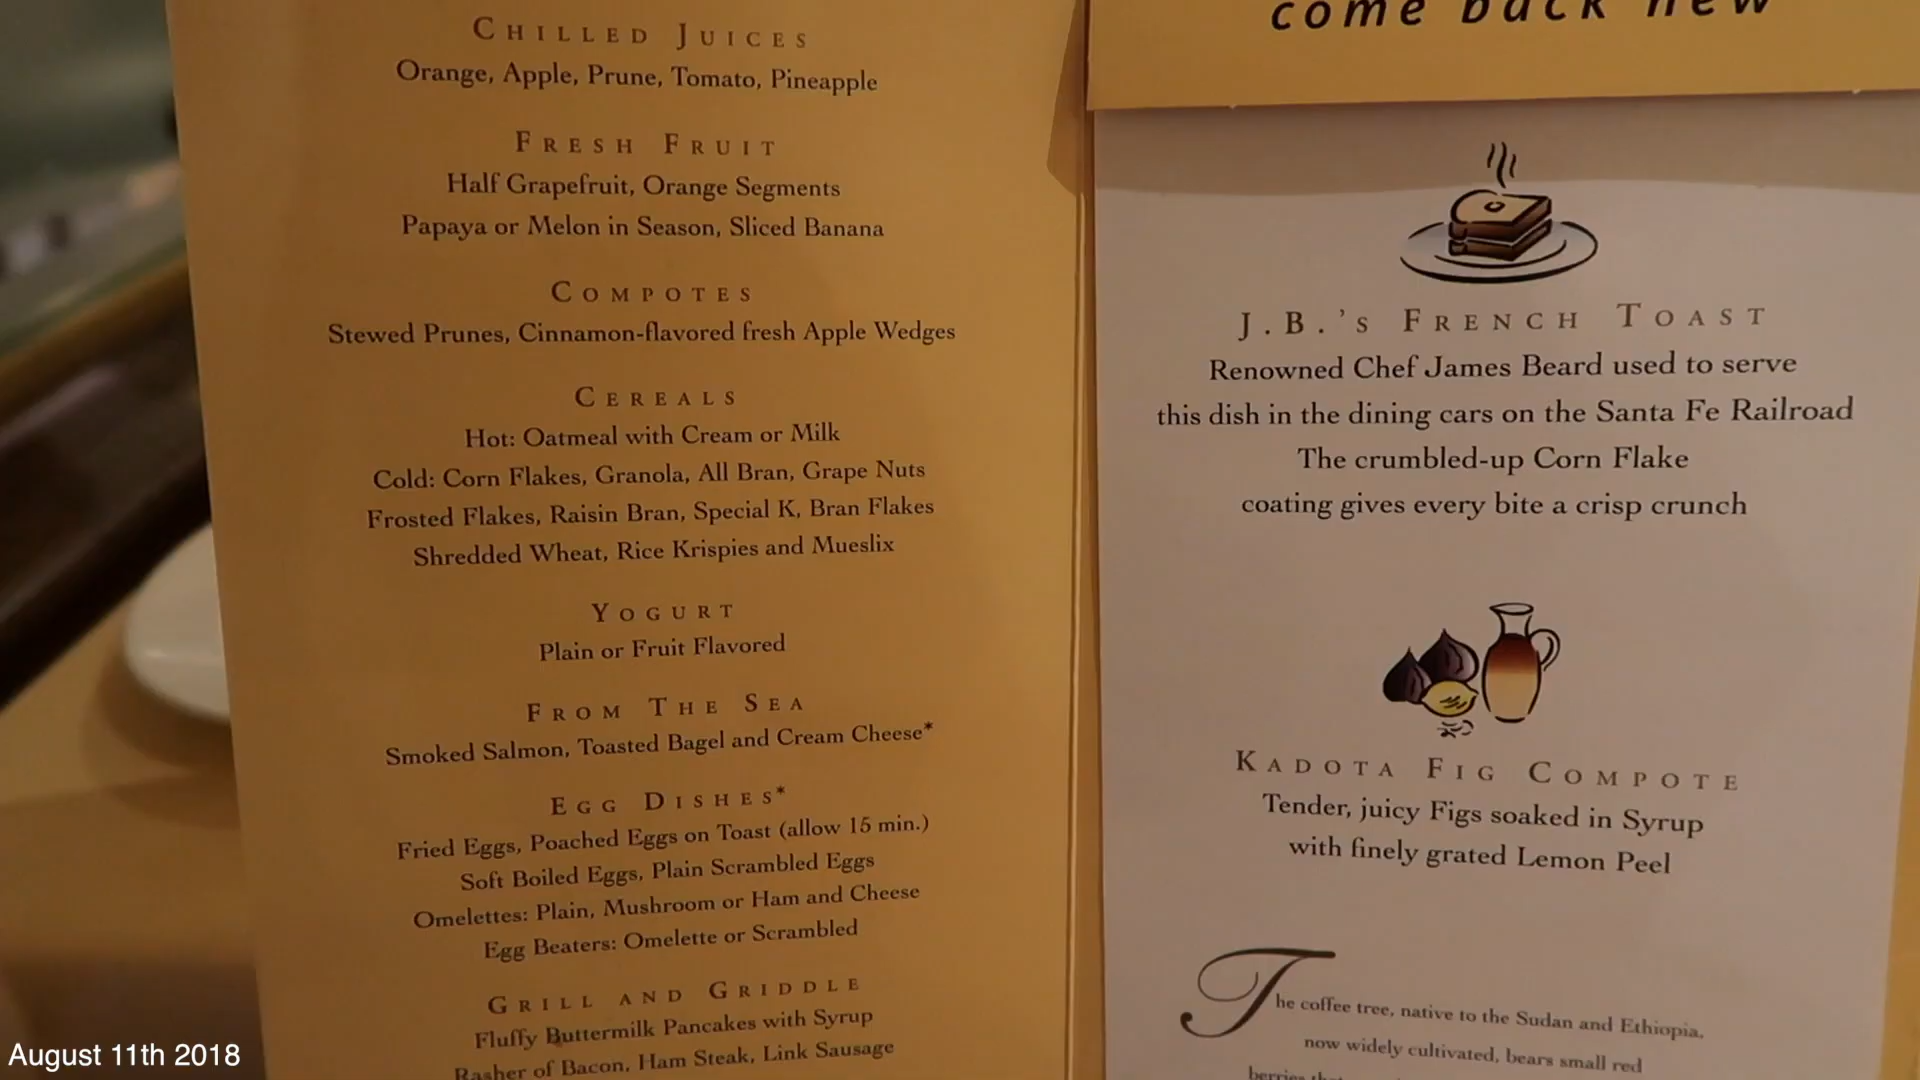 CHILLED JUICES
Orange, Apple, Prune, Tomato, Pineapple
FRESH FRUIT
Half Grapefruit, Orange Segments
Papaya or Melon in Season, Sliced Banana
COMPOTES
Stewed Prunes, Cinnamon-flavored fresh Apple Wedges
CEREALS
Hot: Oatmeal with Cream or Milk
Cold: Corn Flakes, Granola, All Bran, Grape Nuts
Frosted Flakes, Raisin Bran, Special K, Bran Flakes
Shredded Wheat, Rice Krispies and Mueslix
YOGURT
Plain or Fruit Flavored
FROM THE SEA
Smoked Salmon, Toasted Bagel and Cream Cheese*
EGG DISHES*
Fried Eggs, Poached Eggs on Toast (allow 15 min.)
Soft Boiled Eggs, Plain Scrambled Eggs
Omelettes: Plain, Mushroom or Ham and Cheese
Egg Beaters: Omelette or Scrambled
GRILL AND GRIDDLE
Fluffy Buttermilk Pancakes with Syrup
Rasher of Bacon, Ham Steak, Link Sausage
come back new
J.B.'s FRENCH TOAST
Renowned Chef James Beard used to serve
this dish in the dining cars on the Santa Fe Railroad
The crumbled-up Corn Flake
coating gives every bite a crisp crunch
KADOTA FIG COMPOTE
Tender, juicy Figs soaked in Syrup
with finely grated Lemon Peel
The coffee tree, native to the Sudan and Ethiopia,
now widely cultivated, bears small red
berries
August 11th 2018